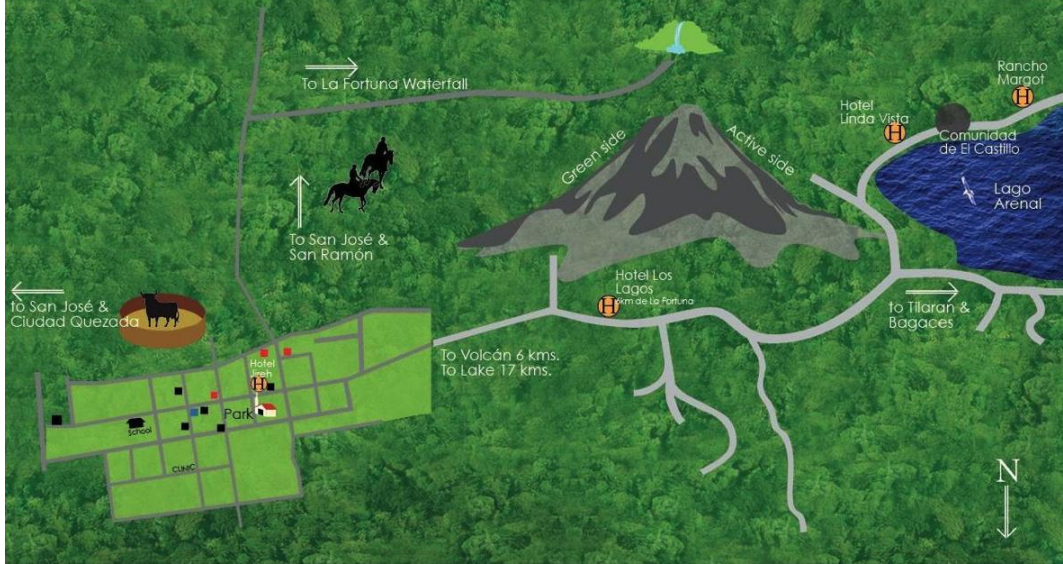 To La Fortuna Waterfall
Rancho
Margot
Hotel
Linda Vista
Comunidad
de El Castillo
Green side
Active side
Lago
Arenal
To San José &
San Ramón
Hotel Los
Lagos
6km de La Fortuna
to San José &
Ciudad Quezada
to Tilaran &
Bagaces
To Volcán 6 kms.
To Lake 17 kms.
Hotel
Jireh
H
H
H
H
Park
School
CLINIC
N